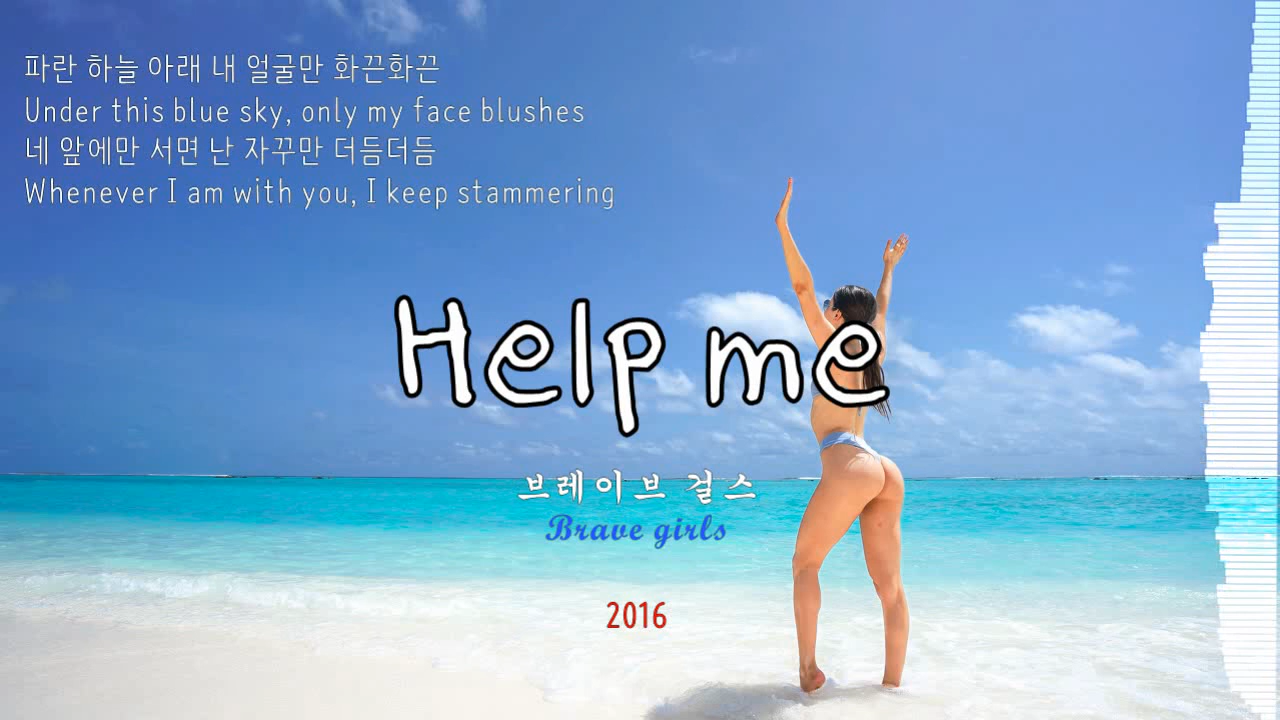 파란 하늘 아래 내 얼굴만 화끈화끈
Under this blue sky, only my face blushes
네 앞에만 서면 난 자꾸만 더듬더듬
Whenever I am with you, I keep stammering
Help me
브레이브 걸스
Brave girls
2016